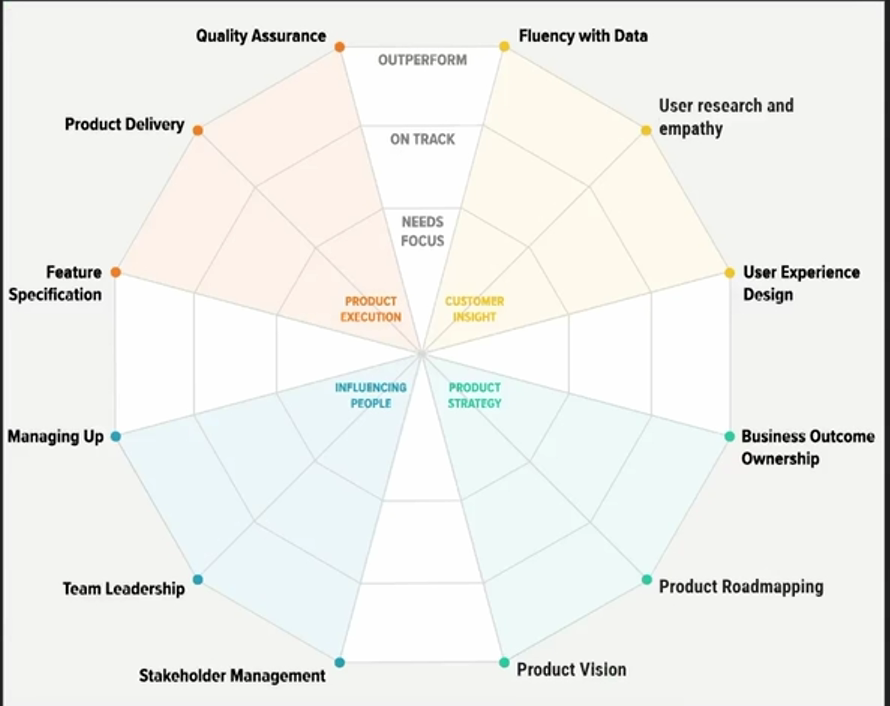 Quality Assurance
Fluency with Data
OUTPERFORM
User research and
empathy
Product Delivery
ON TRACK
NEEDS
FOCUS
Feature
Specification
User Experience
Design
PRODUCT
EXECUTION
CUSTOMER
INSIGHT
INFLUENCING
PEOPLE
PRODUCT
STRATEGY
Managing Up
Business Outcome
Ownership
Team Leadership
Product Roadmapping
Stakeholder Management
Product Vision